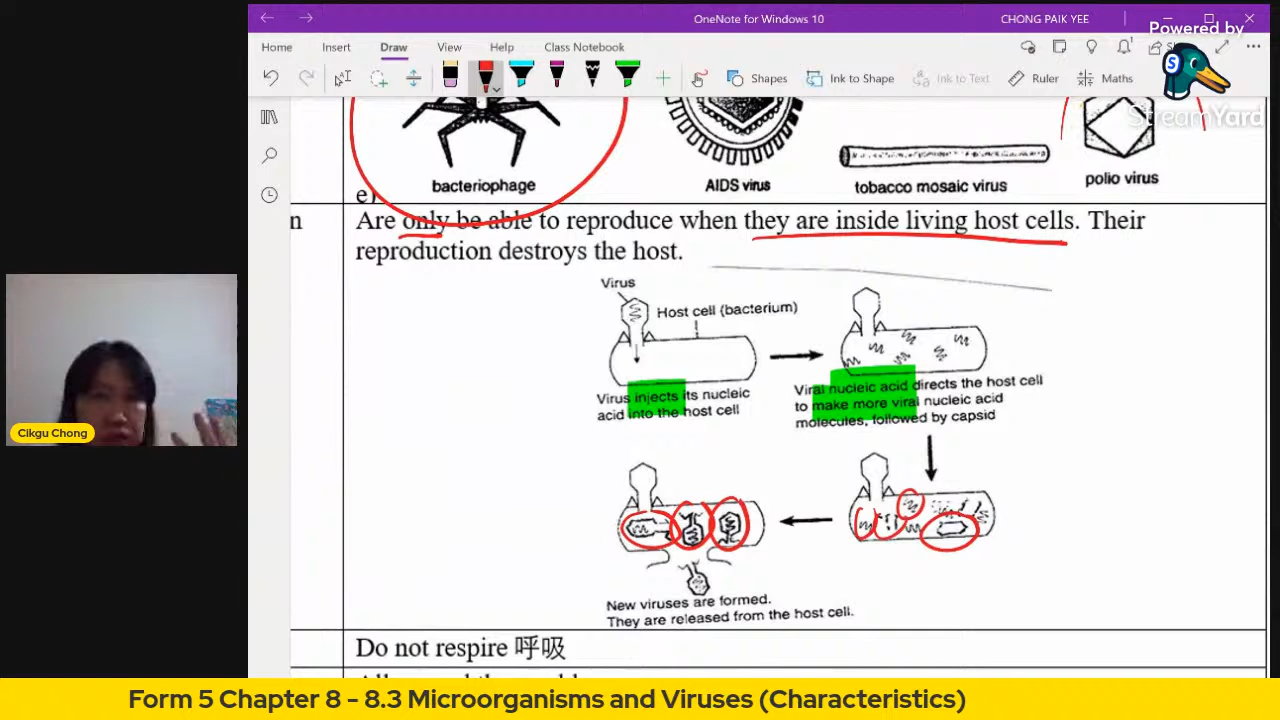 OneNote for Windows 10
CHONG PAIK YEE
Powered by
Home Insert Draw View Help Class Notebook
Shapes Ink to Shape Ink to Text Ruler Maths
StreamYard
bacteriophage
AIDS virus
tobacco mosaic virus
polio virus
e)
n
Are only be able to reproduce when they are inside living host cells. Their
reproduction destroys the host.
Virus
Host cell (bacterium)
Virus injects its nucleic
acid into the host cell
Viral nucleic acid directs the host cell
to make more viral nucleic acid
molecules, followed by capsid
New viruses are formed.
They are released from the host cell.
Do not respire 呼吸
Cikgu Chong
Form 5 Chapter 8 - 8.3 Microorganisms and Viruses (Characteristics)